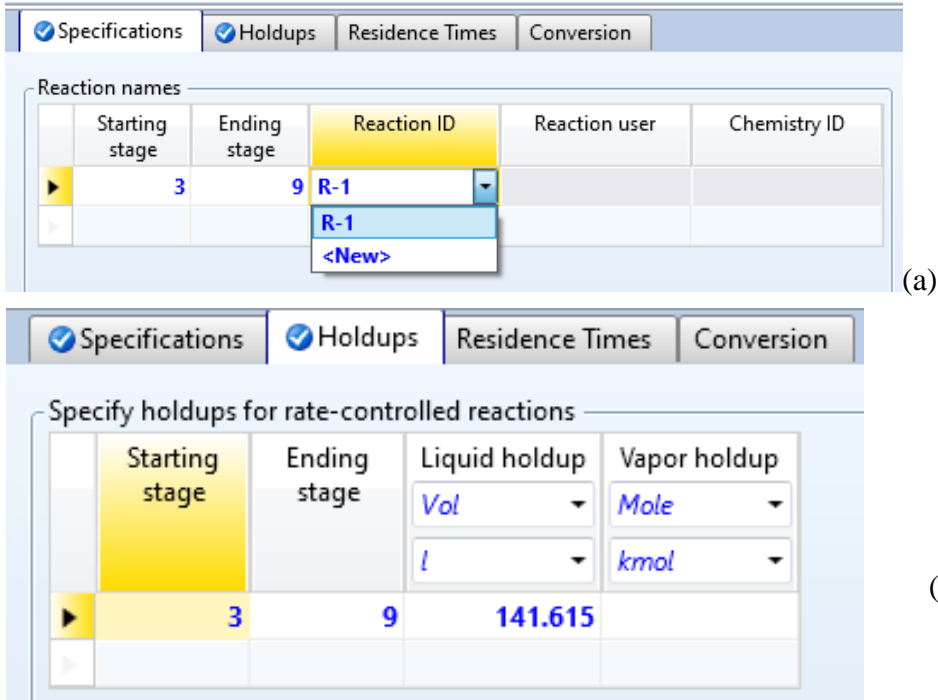 Specifications Holdups Residence Times Conversion
Reaction names
Starting stage Ending stage Reaction ID Reaction user Chemistry ID
3 9 R-1
R-1
<New>
(a)
Specifications Holdups Residence Times Conversion
Specify holdups for rate-controlled reactions
Starting stage Ending stage Liquid holdup Vapor holdup
Vol Mole
l kmol
(
3 9 141.615